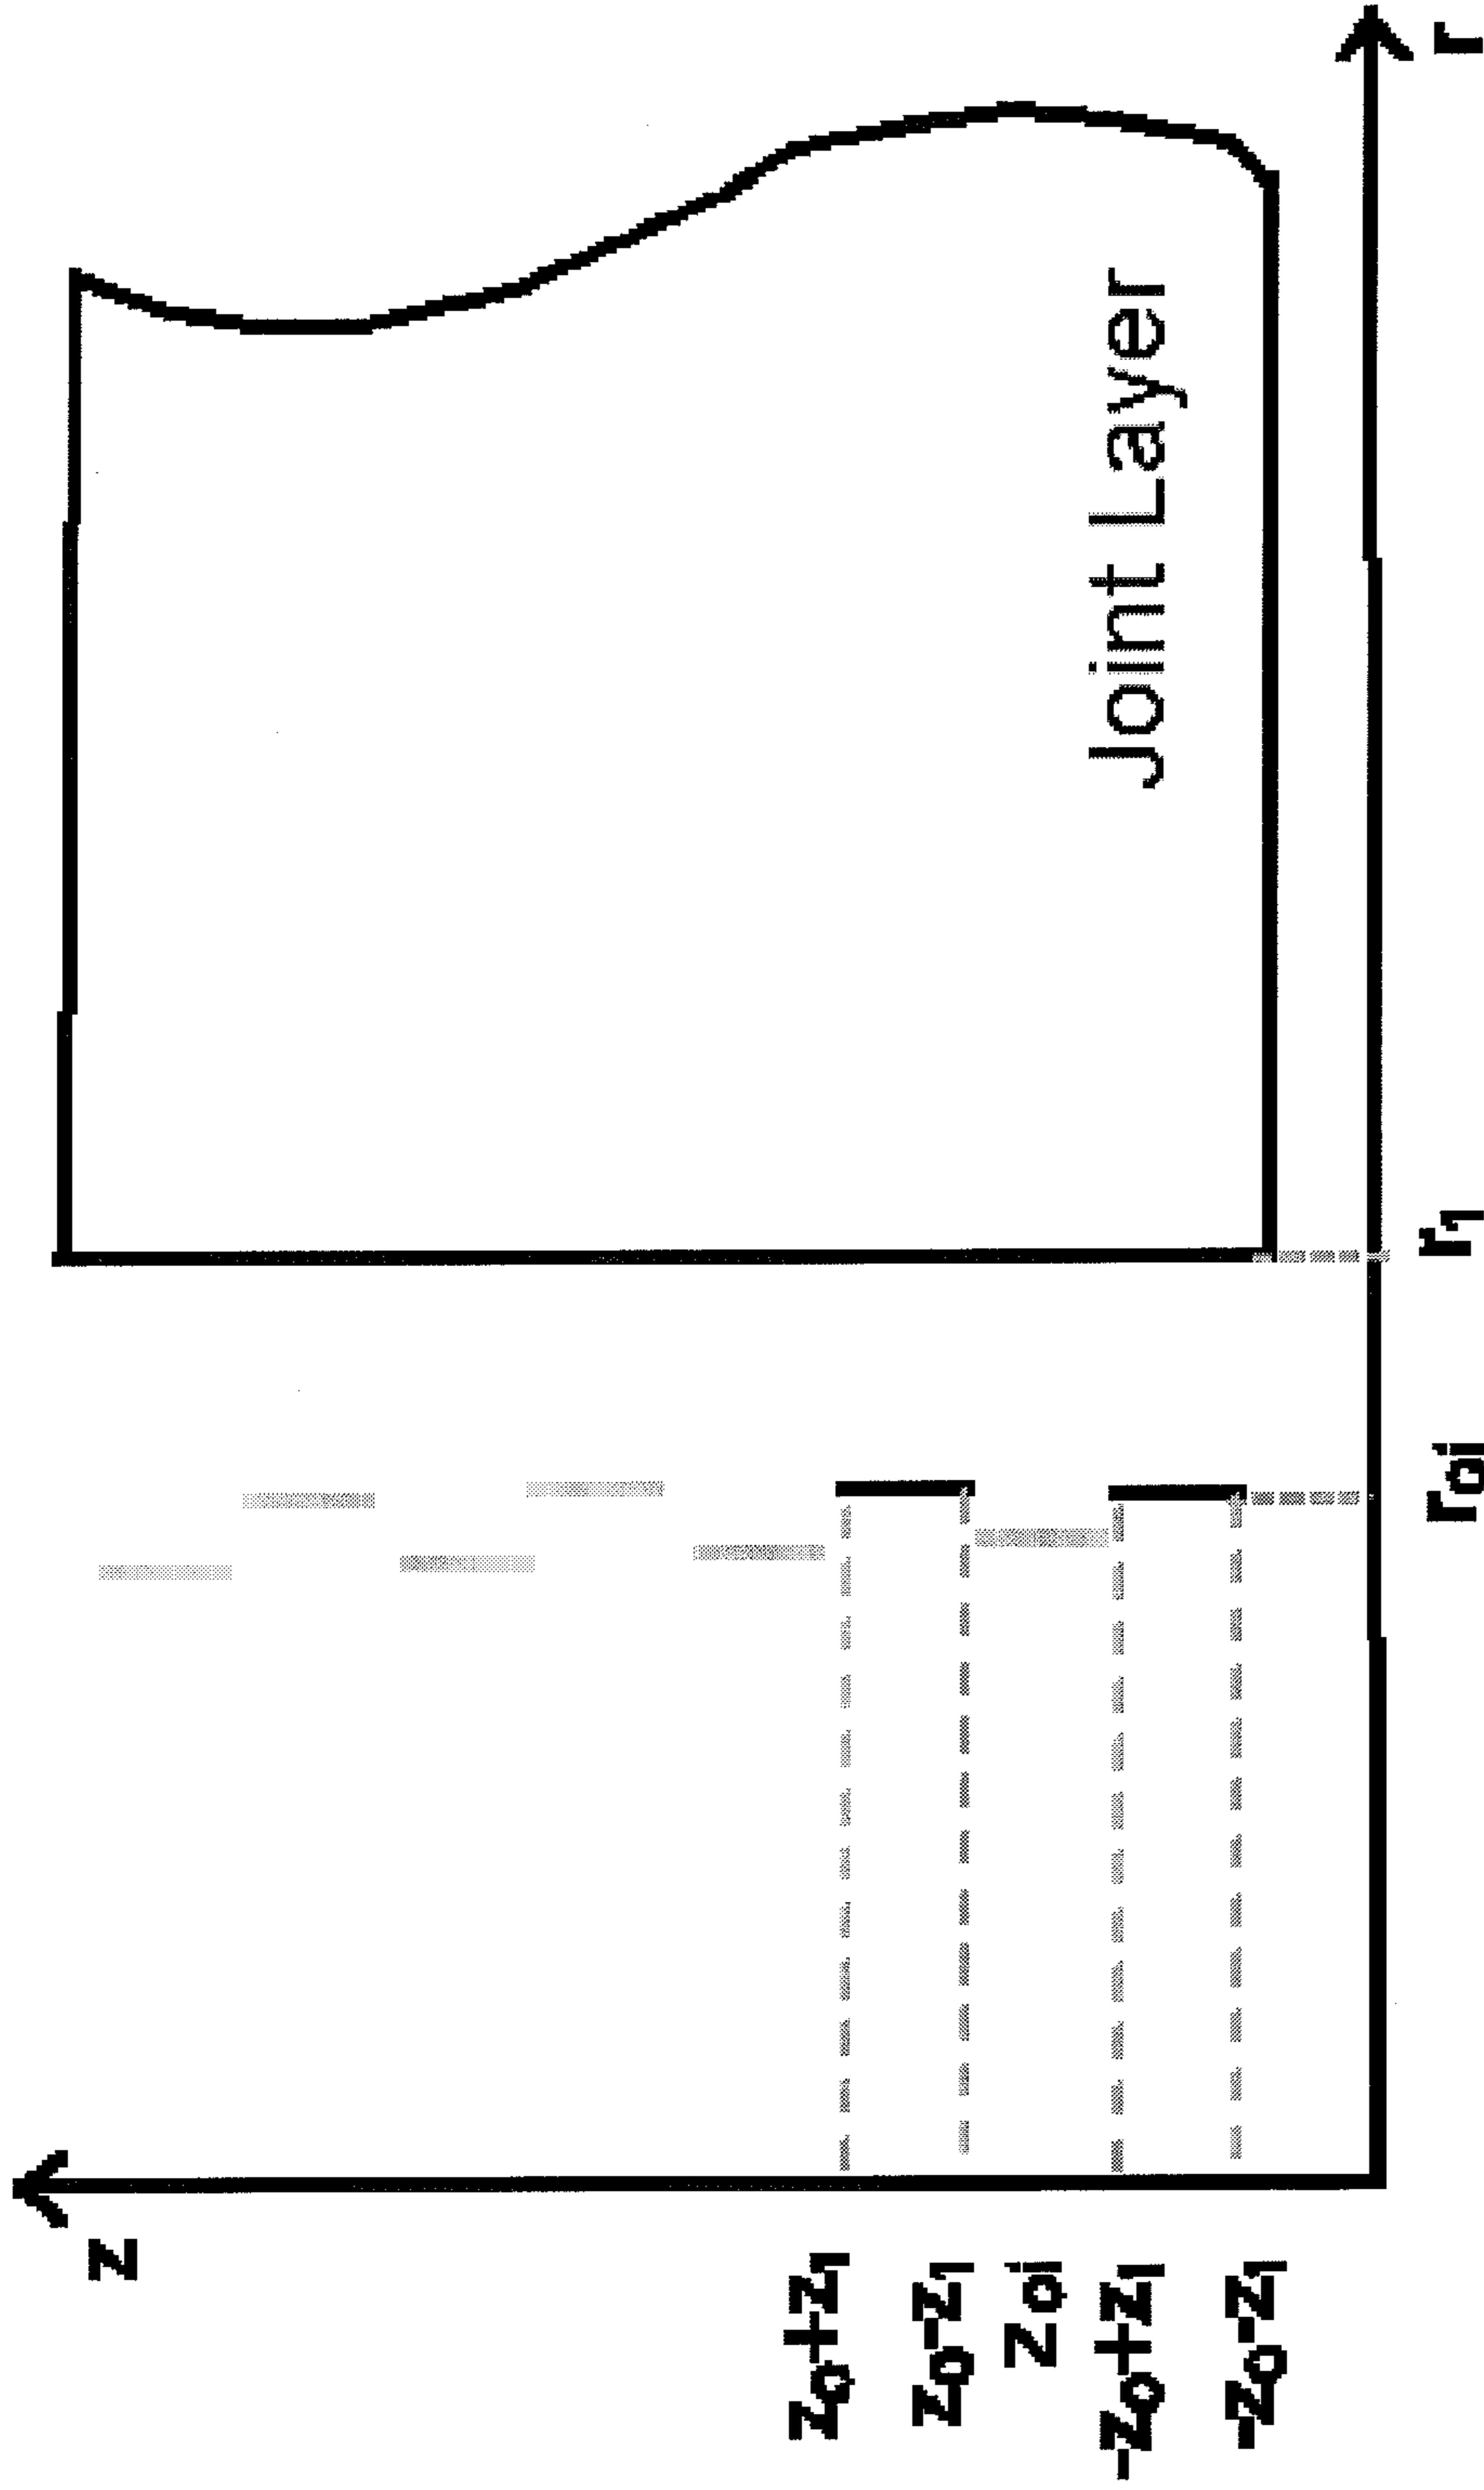 z
z₀+z₁
z₀-z₁
z₀ᵢ
-z₀+z₁
-z₀-z₁
Joint Layer
r₀ᵢ
r₁
r